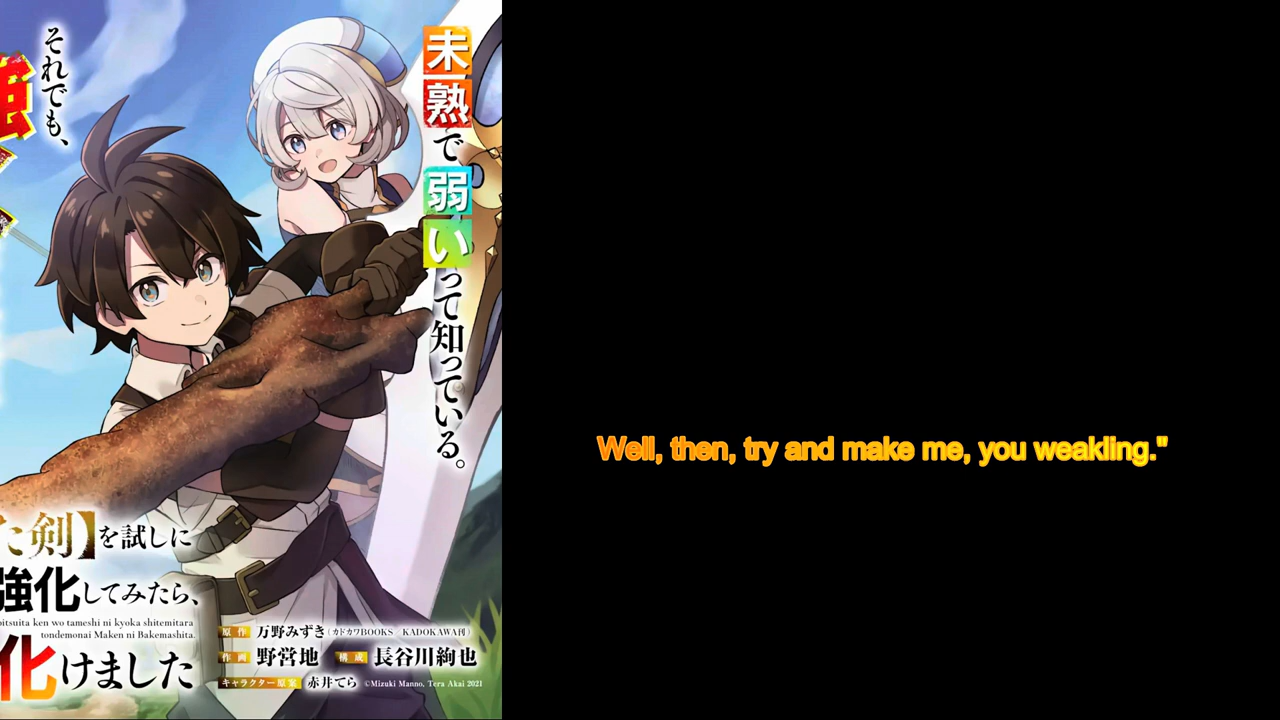 未熟で弱いって知っている。
それでも、
強
た剣】を試しに
強化してみたら、
bitsuita ken wo tameshi ni kyoka shitemitara
tondemonai Maken ni Bakemashita.
化けました
原作 万野みずき(カドカワBOOKS KADOKAWA刊)
作画 野営地 構成 長谷川絢也
キャラクター原案 赤井てら ©Mizuki Manno, Tera Akai 2021
Well, then, try and make me, you weakling."